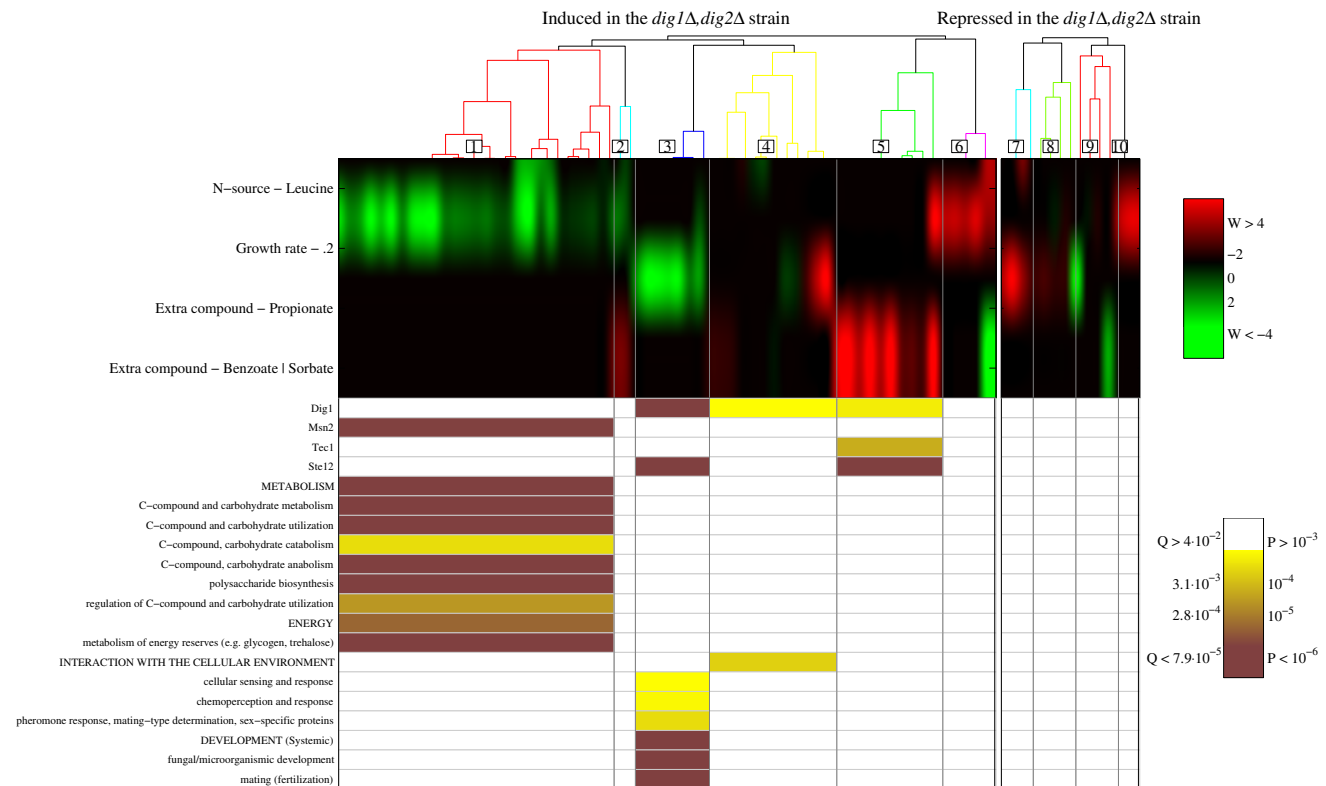 Induced in the dig1Δ,dig2Δ strain
Repressed in the dig1Δ,dig2Δ strain
1
2
3
4
5
6
7
8
9
10
N−source − Leucine
Growth rate − .2
Extra compound − Propionate
Extra compound − Benzoate | Sorbate
W > 4
−2
0
2
W < −4
Dig1
Msn2
Tec1
Ste12
METABOLISM
C−compound and carbohydrate metabolism
C−compound and carbohydrate utilization
C−compound, carbohydrate catabolism
C−compound, carbohydrate anabolism
polysaccharide biosynthesis
regulation of C−compound and carbohydrate utilization
ENERGY
metabolism of energy reserves (e.g. glycogen, trehalose)
INTERACTION WITH THE CELLULAR ENVIRONMENT
cellular sensing and response
chemoperception and response
pheromone response, mating−type determination, sex−specific proteins
DEVELOPMENT (Systemic)
fungal/microorganismic development
mating (fertilization)
Q > 4·10−2 P > 10−3
3.1·10−3 10−4
2.8·10−4 10−5
Q < 7.9·10−5 P < 10−6